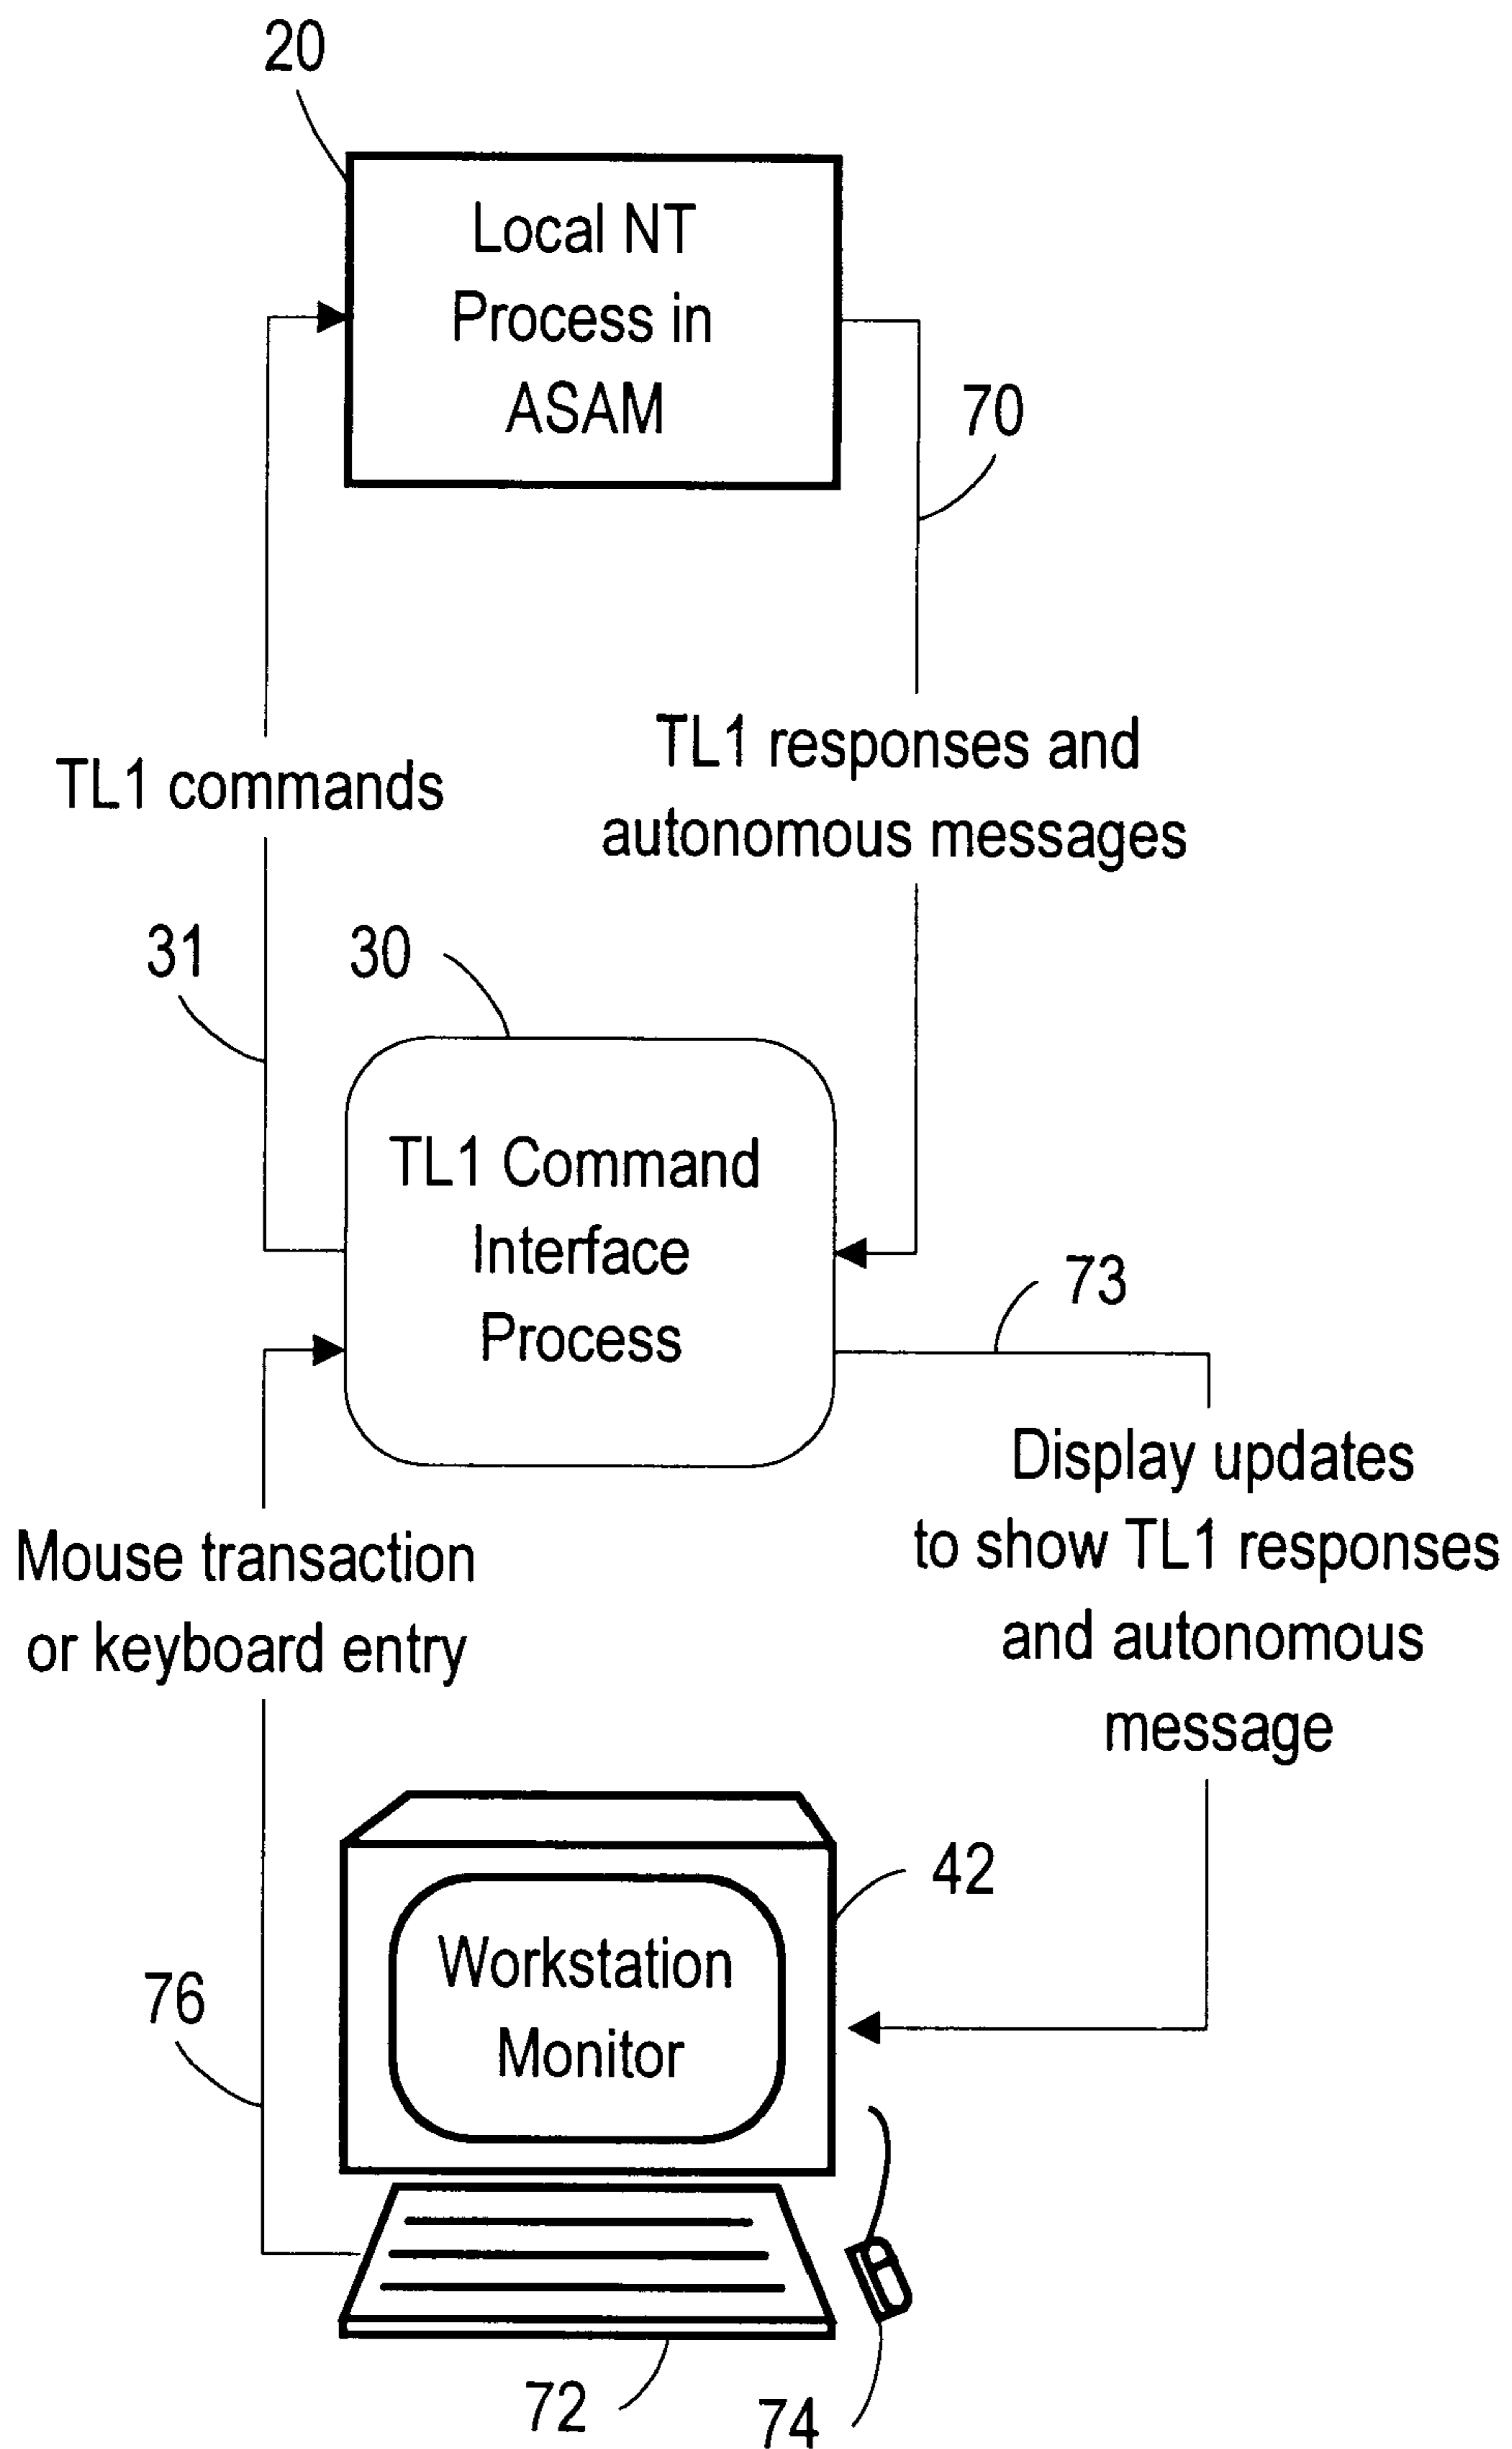 20
Local NT
Process in
ASAM
70
TL1 commands
TL1 responses and
autonomous messages
31
30
TL1 Command
Interface
Process
73
Display updates
to show TL1 responses
and autonomous
message
Mouse transaction
or keyboard entry
42
Workstation
Monitor
76
72
74